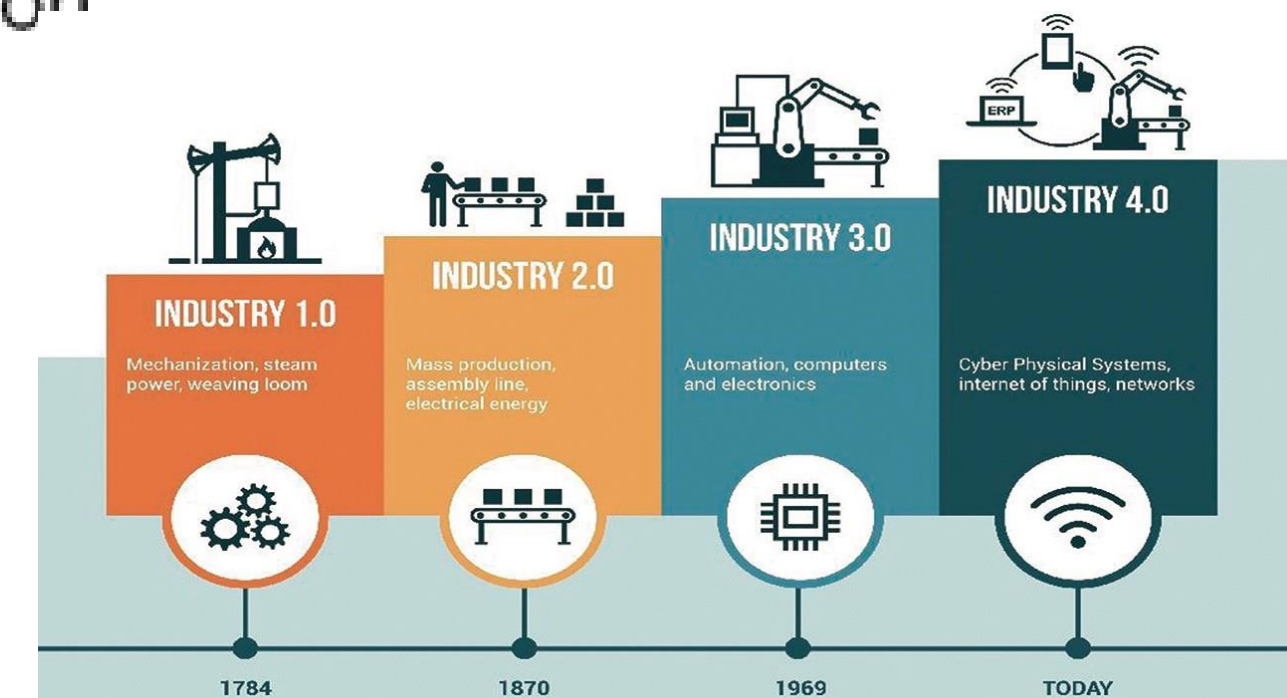 ERP
INDUSTRY 4.0
INDUSTRY 3.0
INDUSTRY 2.0
INDUSTRY 1.0
Mechanization, steam
power, weaving loom
Mass production,
assembly line,
electrical energy
Automation, computers
and electronics
Cyber Physical Systems,
internet of things, networks
1784
1870
1969
TODAY